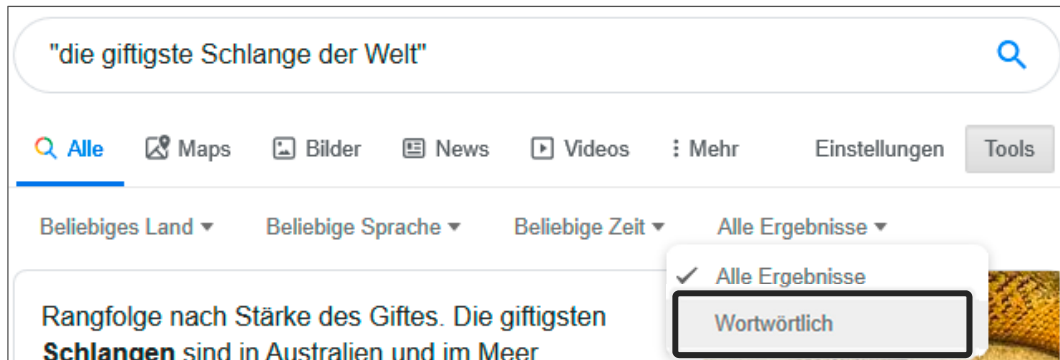 "die giftigste Schlange der Welt"
Alle Maps Bilder News Videos Mehr Einstellungen Tools
Beliebiges Land Beliebige Sprache Beliebige Zeit Alle Ergebnisse
Alle Ergebnisse
Wortwörtlich
Rangfolge nach Stärke des Giftes. Die giftigsten
Schlangen sind in Australien und im Meer